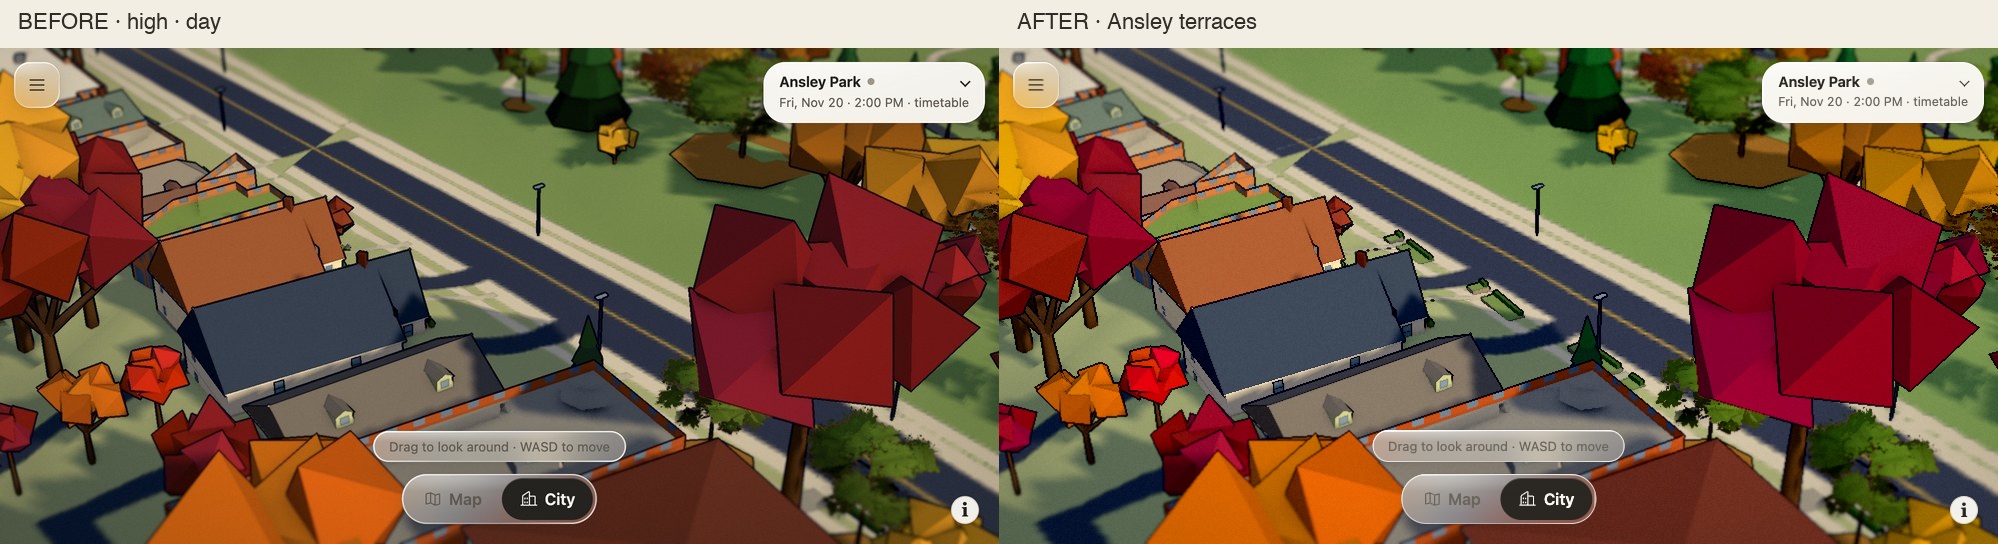 BEFORE · high · day
Ansley Park
Fri, Nov 20 · 2:00 PM · timetable
Drag to look around · WASD to move
Map
City
i
AFTER · Ansley terraces
Ansley Park
Fri, Nov 20 · 2:00 PM · timetable
Drag to look around · WASD to move
Map
City
i